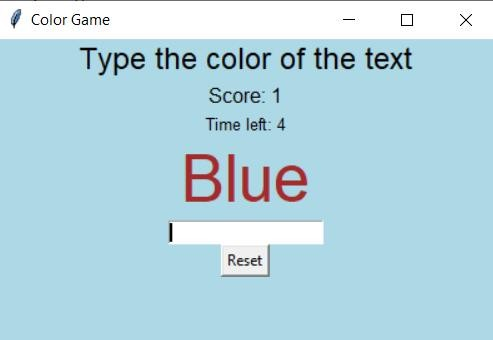 Color Game
Type the color of the text
Score: 1
Time left: 4
Blue
Reset